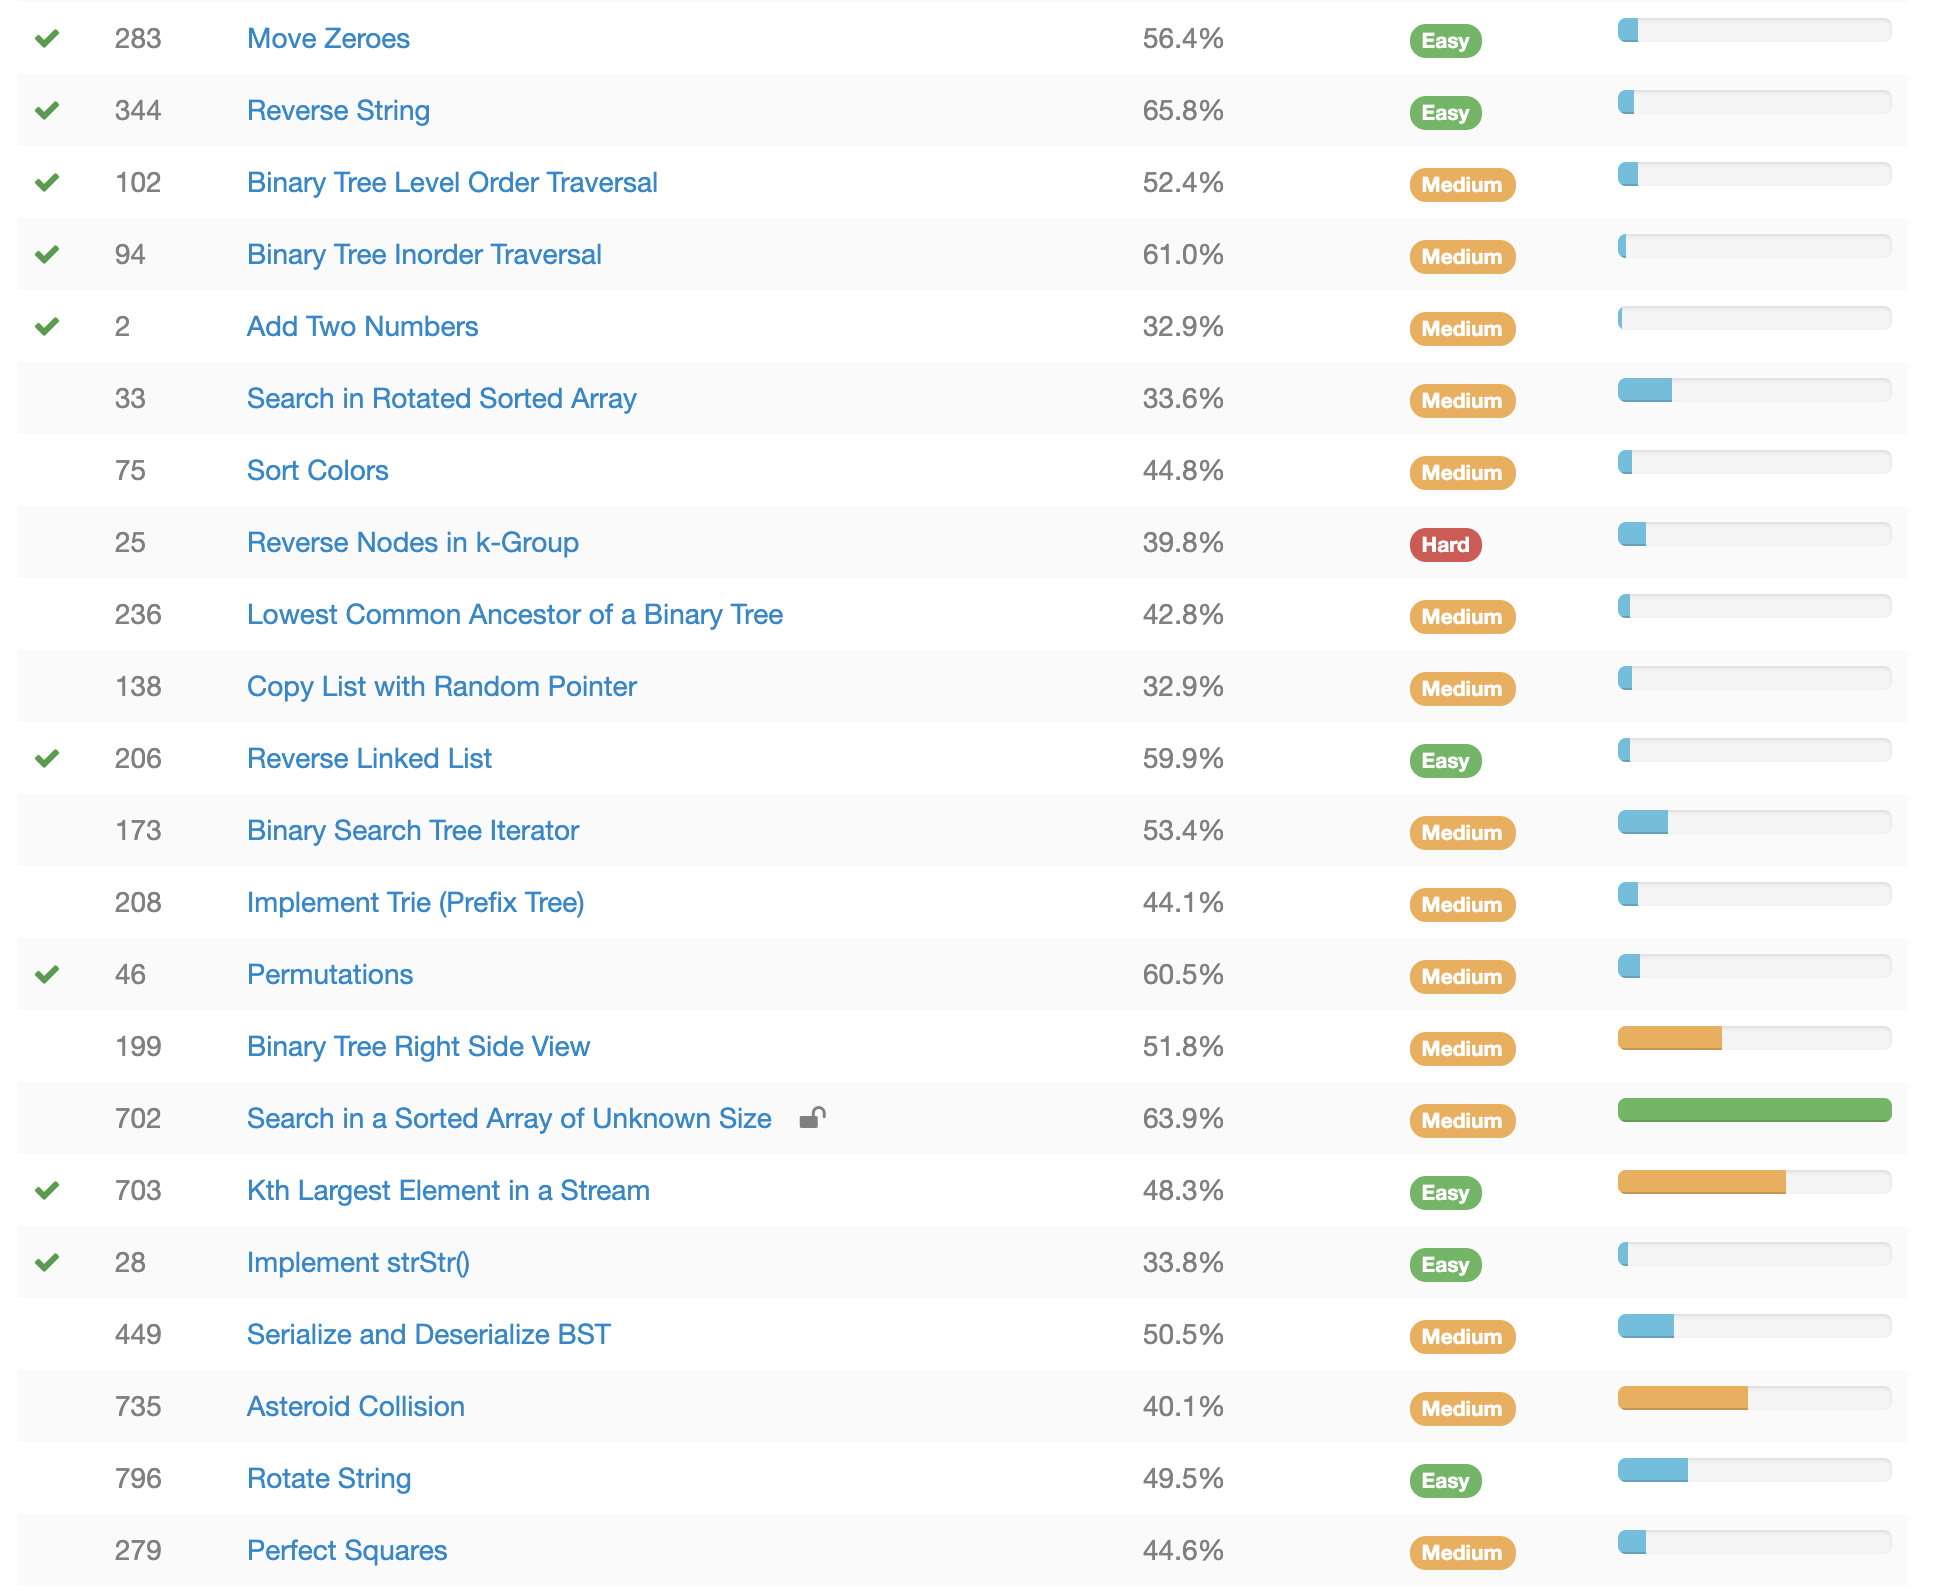 283 Move Zeroes 56.4% Easy
344 Reverse String 65.8% Easy
102 Binary Tree Level Order Traversal 52.4% Medium
94 Binary Tree Inorder Traversal 61.0% Medium
2 Add Two Numbers 32.9% Medium
33 Search in Rotated Sorted Array 33.6% Medium
75 Sort Colors 44.8% Medium
25 Reverse Nodes in k-Group 39.8% Hard
236 Lowest Common Ancestor of a Binary Tree 42.8% Medium
138 Copy List with Random Pointer 32.9% Medium
206 Reverse Linked List 59.9% Easy
173 Binary Search Tree Iterator 53.4% Medium
208 Implement Trie (Prefix Tree) 44.1% Medium
46 Permutations 60.5% Medium
199 Binary Tree Right Side View 51.8% Medium
702 Search in a Sorted Array of Unknown Size 63.9% Medium
703 Kth Largest Element in a Stream 48.3% Easy
28 Implement strStr() 33.8% Easy
449 Serialize and Deserialize BST 50.5% Medium
735 Asteroid Collision 40.1% Medium
796 Rotate String 49.5% Easy
279 Perfect Squares 44.6% Medium